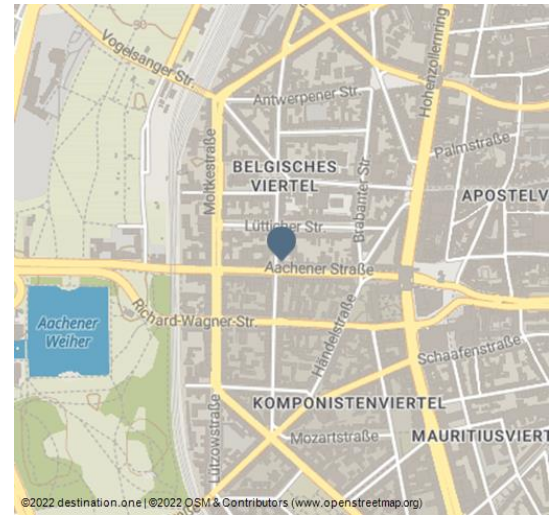 Vogelsanger Str.
Antwerpener Str.
Hohenzollernring
Palmstraße
Moltkestraße
BELGISCHES
VIERTEL
Brabanter Str
APOSTELV
Lütticher Str.
Aachener Straße
Aachener
Weiher
Richard-Wagner-Str.
Händelstraße
Schaafenstraße
Lützowstraße
KOMPONISTENVIERTEL
Mozartstraße
MAURITIUSVIERT
©2022 destination.one | ©2022 OSM & Contributors (www.openstreetmap.org)